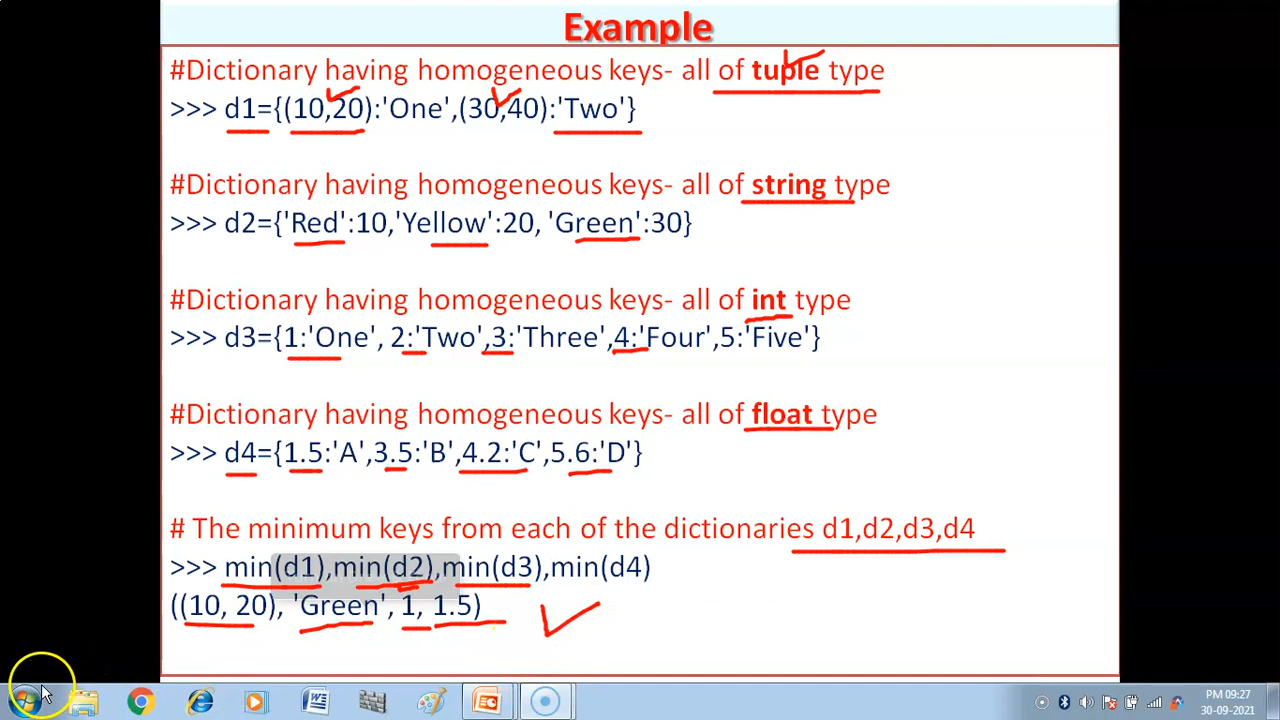 Example
#Dictionary having homogeneous keys- all of tuple type
>>> d1={(10,20):'One',(30,40):'Two'}
#Dictionary having homogeneous keys- all of string type
>>> d2={'Red':10,'Yellow':20, 'Green':30}
#Dictionary having homogeneous keys- all of int type
>>> d3={1:'One', 2:'Two',3:'Three',4:'Four',5:'Five'}
#Dictionary having homogeneous keys- all of float type
>>> d4={1.5:'A',3.5:'B',4.2:'C',5.6:'D'}
# The minimum keys from each of the dictionaries d1,d2,d3,d4
>>> min(d1),min(d2),min(d3),min(d4)
((10, 20), 'Green', 1, 1.5)
PM 09:27
30-09-2021